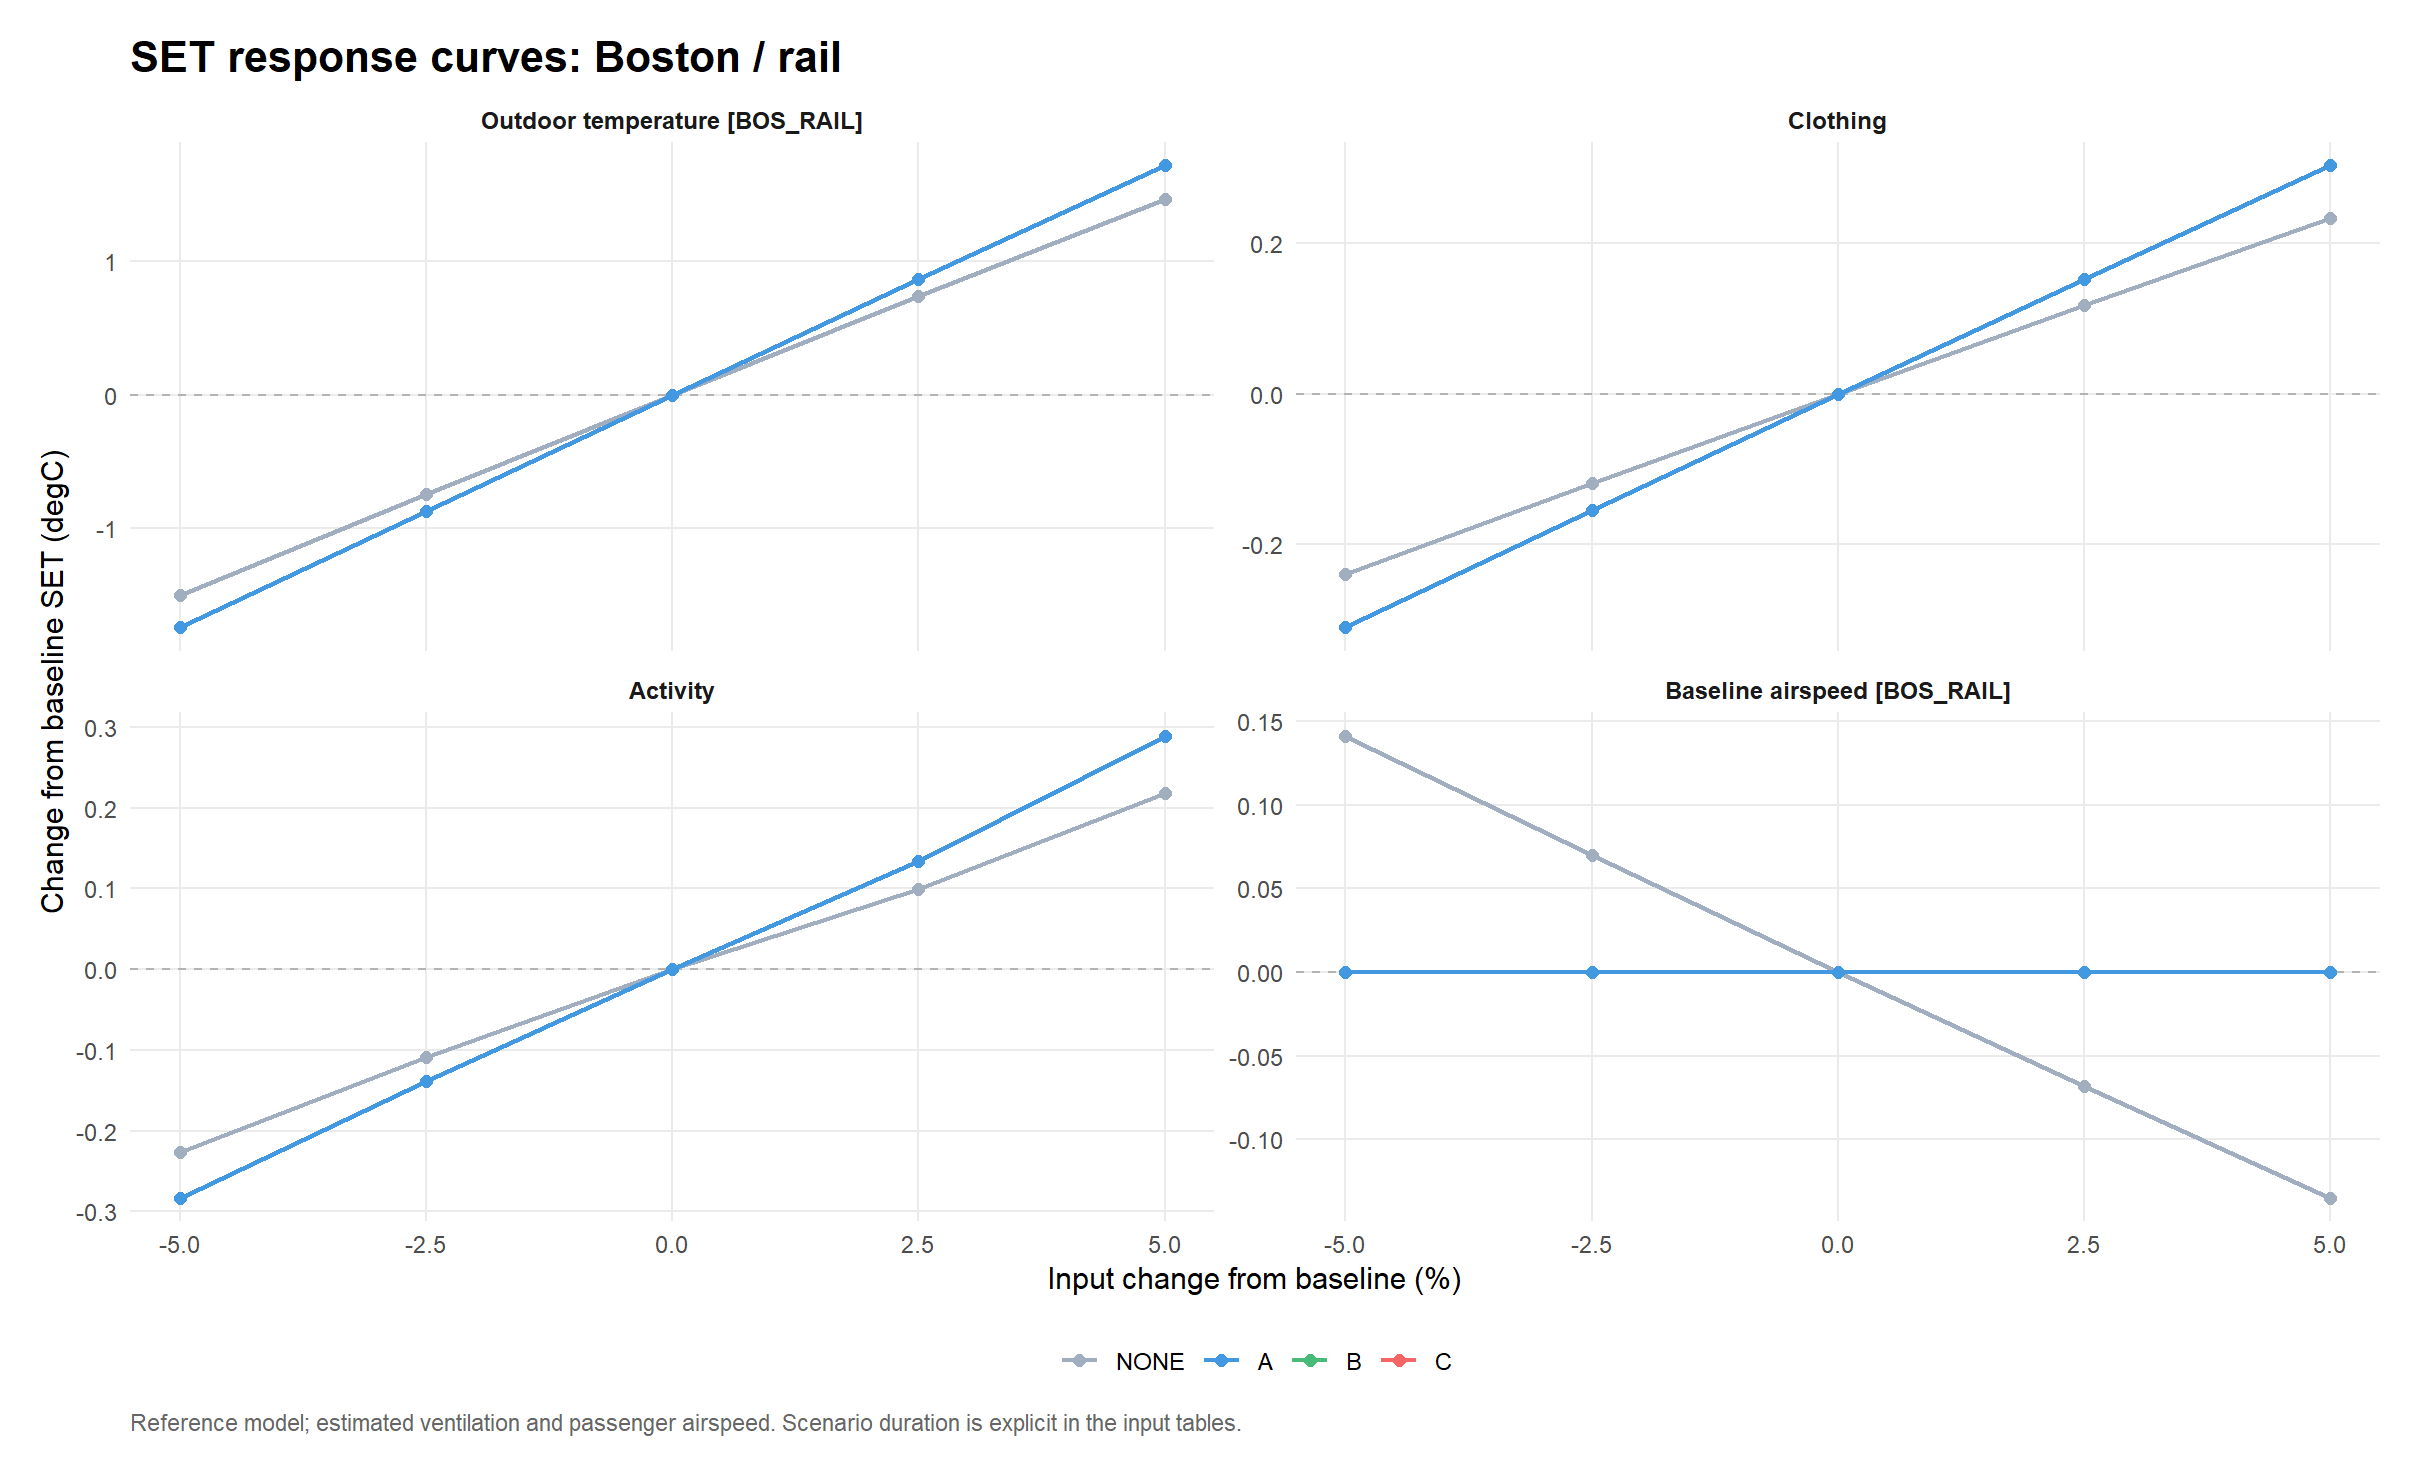 SET response curves: Boston / rail
Outdoor temperature [BOS_RAIL]
Clothing
1
0
-1
0.2
0.0
-0.2
Change from baseline SET (degC)
Activity
Baseline airspeed [BOS_RAIL]
0.3
0.2
0.1
0.0
-0.1
-0.2
-0.3
0.15
0.10
0.05
0.00
-0.05
-0.10
-5.0 -2.5 0.0 2.5 5.0
-5.0 -2.5 0.0 2.5 5.0
Input change from baseline (%)
NONE A B C
Reference model; estimated ventilation and passenger airspeed. Scenario duration is explicit in the input tables.